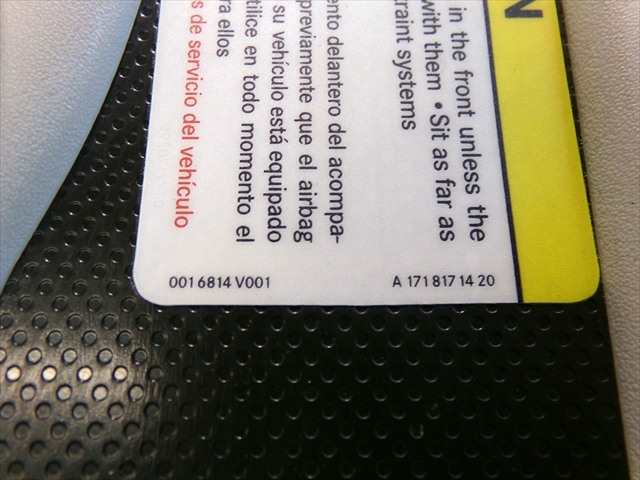 N
in the front unless the
with them • Sit as far as
raint systems
ento delantero del acompa-
previamente que el airbag
su vehículo está equipado
tilice en todo momento el
ra ellos
os de servicio del vehículo
001 6814 V001
A 171 817 14 20